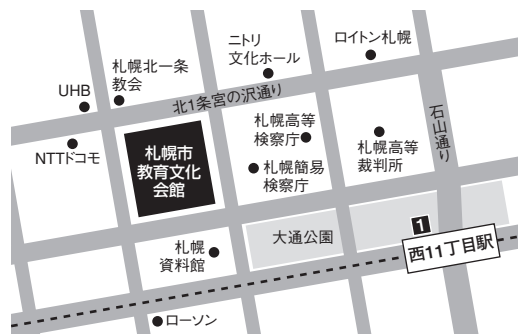 ニトリ
文化ホール
ロイトン札幌
札幌北一条
教会
UHB
北1条宮の沢通り
石山通り
NTTドコモ
札幌市
教育文化
会館
札幌高等
検察庁
札幌簡易
検察庁
札幌高等
裁判所
大通公園
1
西11丁目駅
札幌
資料館
ローソン